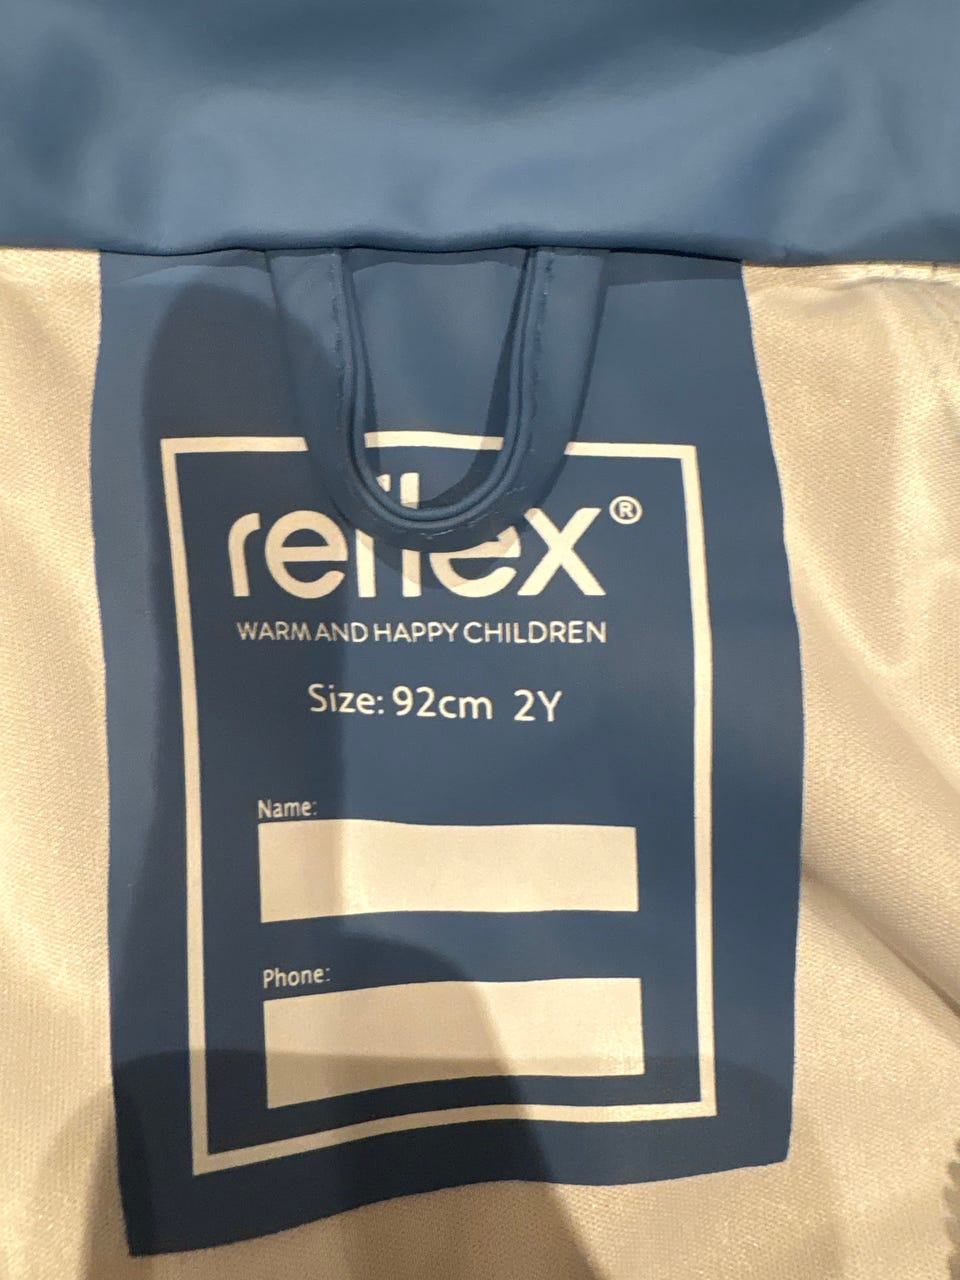 reflex®
WARM AND HAPPY CHILDREN
Size: 92cm 2Y
Name:
Phone: